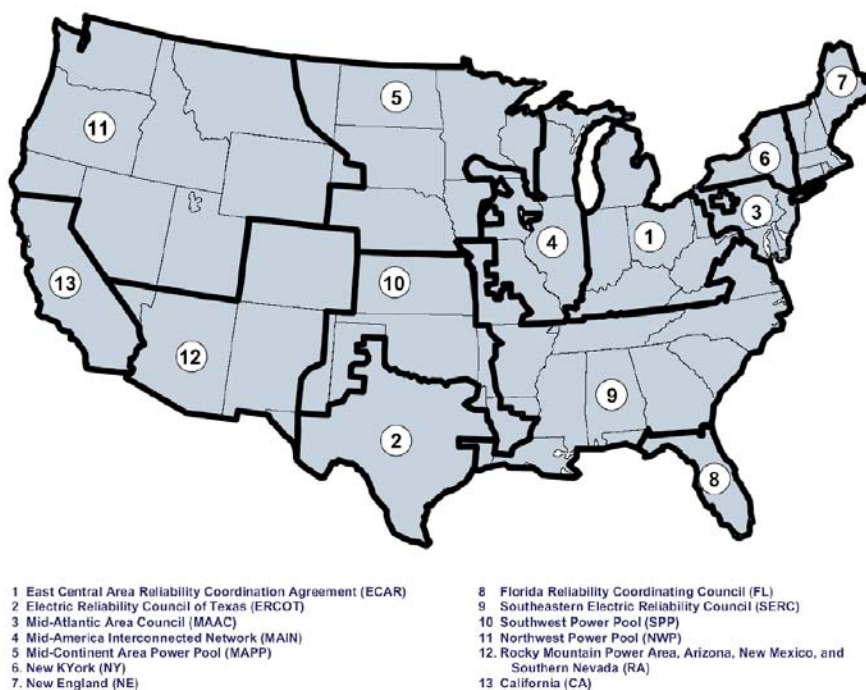 7
5
11
6
3
4
1
13
10
12
9
2
8
1 East Central Area Reliability Coordination Agreement (ECAR)
2 Electric Reliability Council of Texas (ERCOT)
3 Mid-Atlantic Area Council (MAAC)
4 Mid-America Interconnected Network (MAIN)
5 Mid-Continent Area Power Pool (MAPP)
6. New KYork (NY)
7. New England (NE)
8 Florida Reliability Coordinating Council (FL)
9 Southeastern Electric Reliability Council (SERC)
10 Southwest Power Pool (SPP)
11 Northwest Power Pool (NWP)
12. Rocky Mountain Power Area, Arizona, New Mexico, and
Southern Nevada (RA)
13 California (CA)